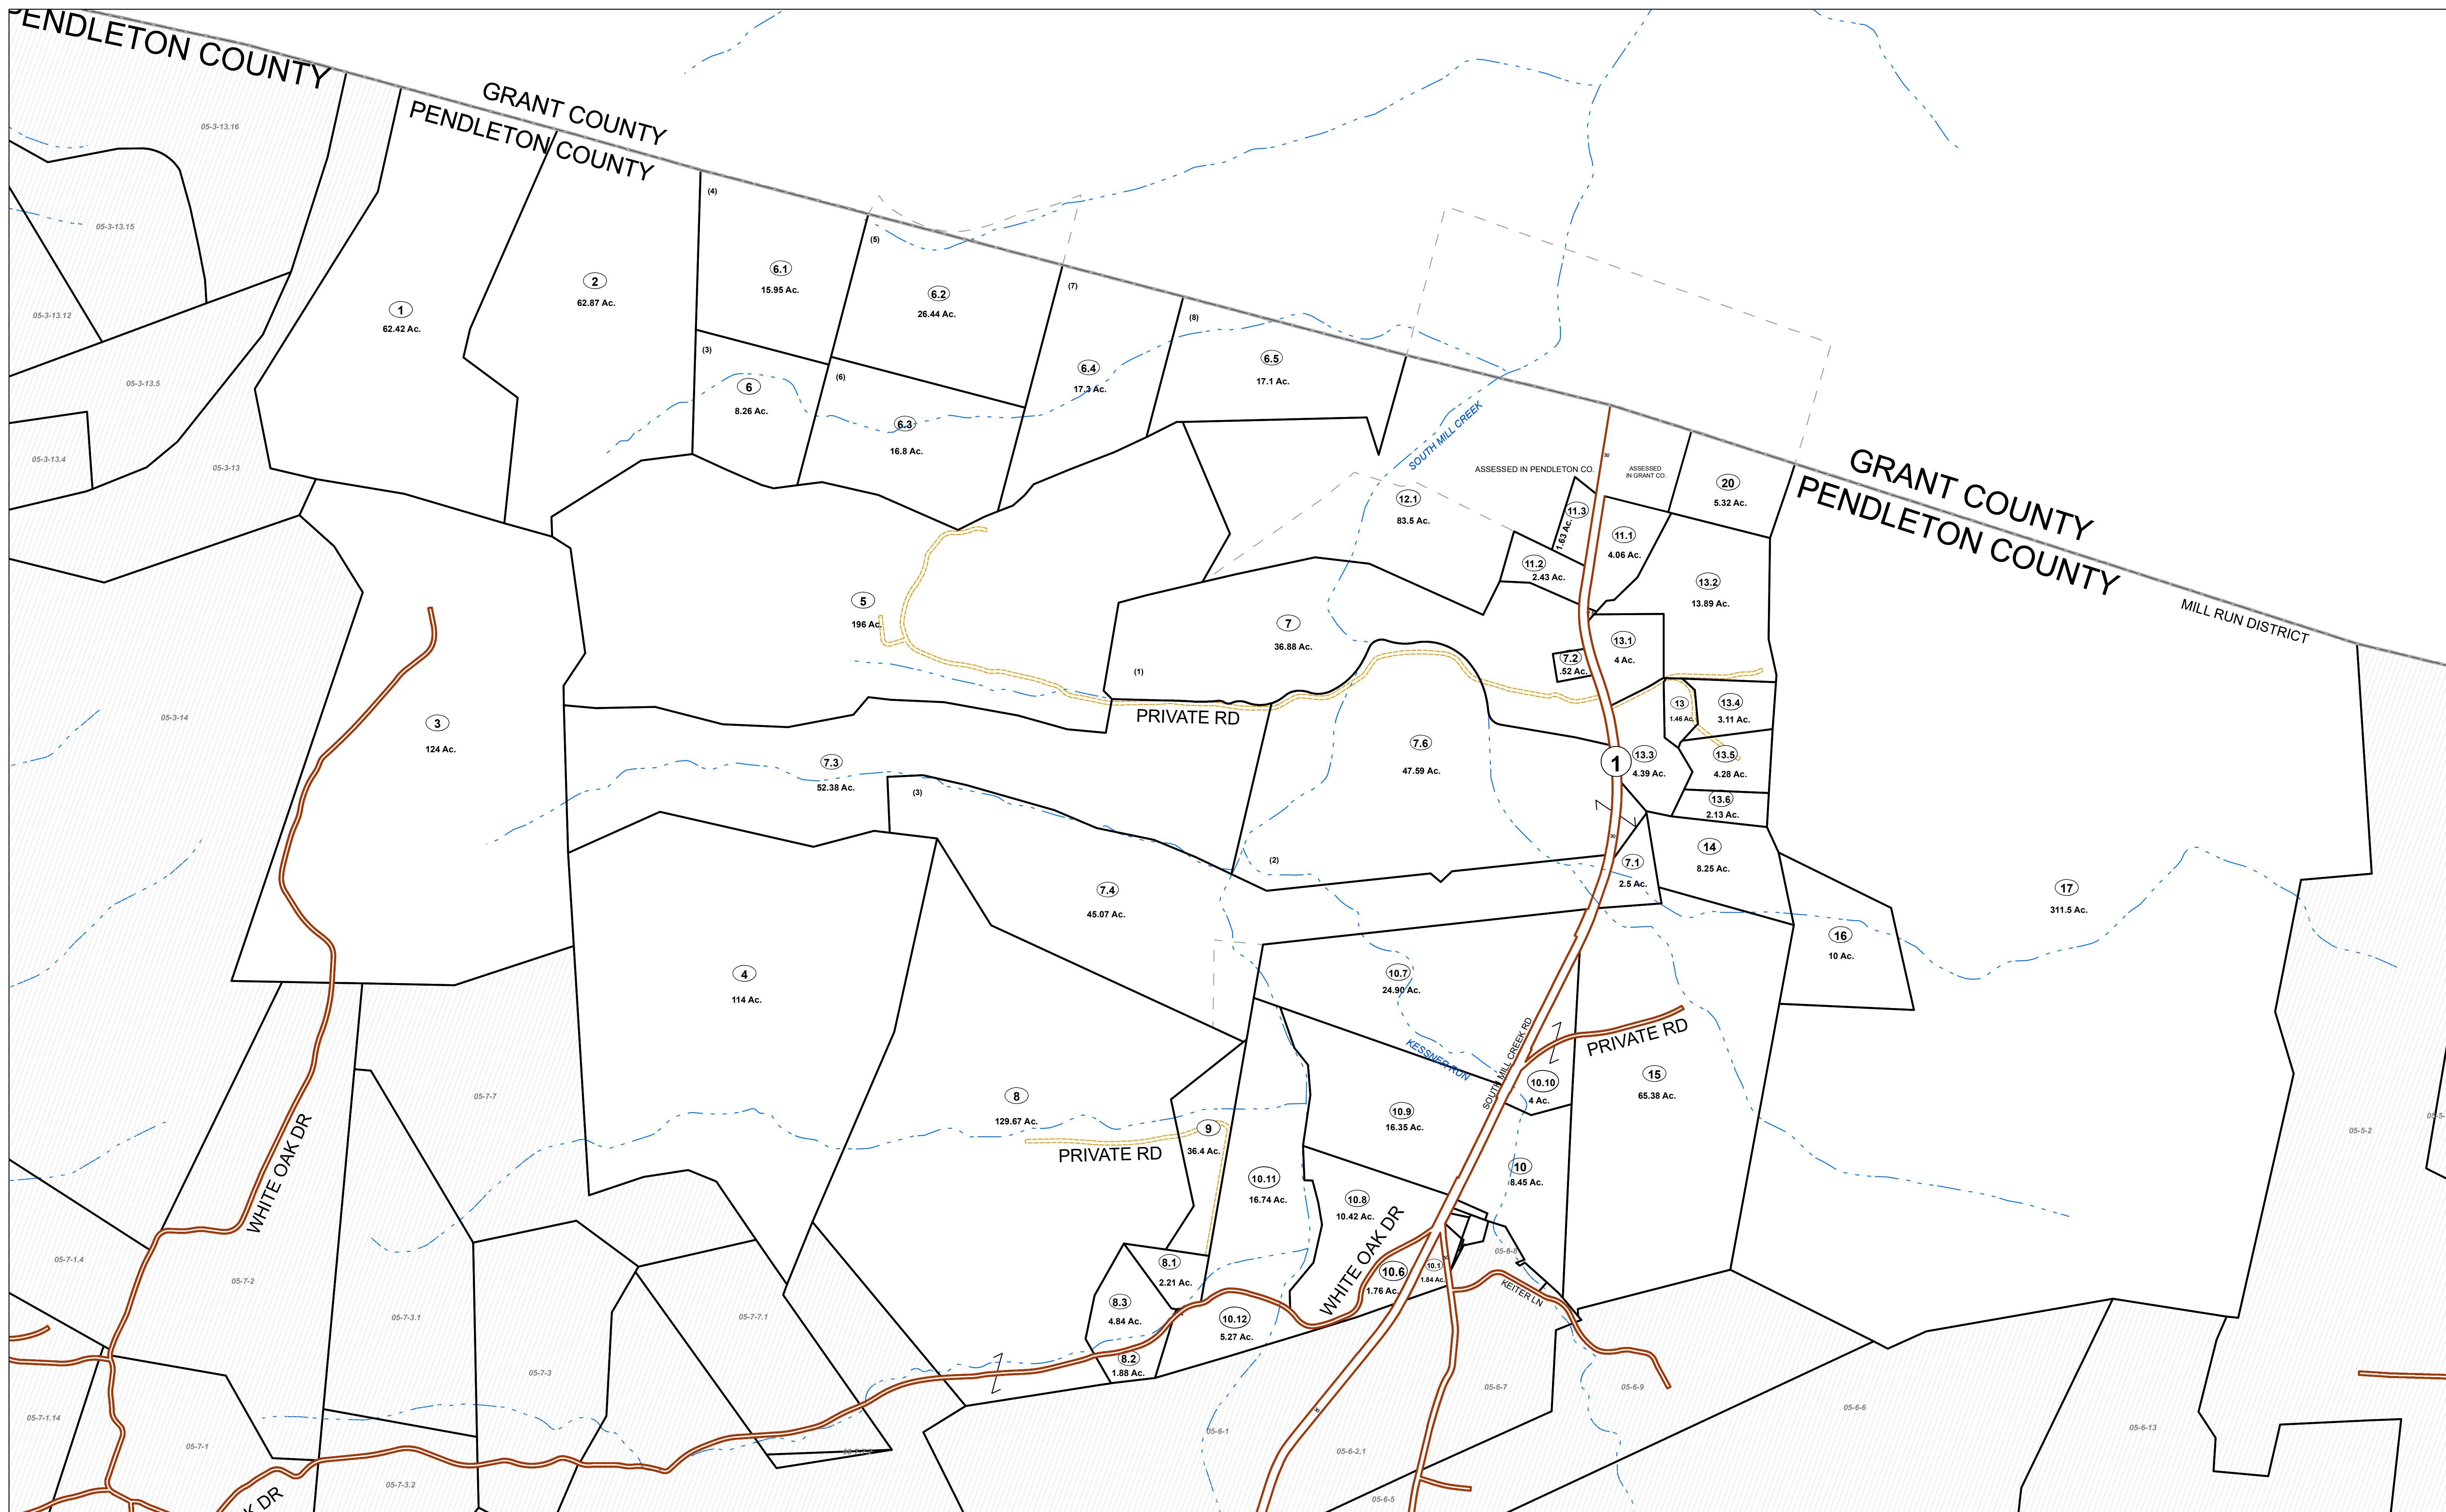 PENDLETON COUNTY
GRANT COUNTY
PENDLETON COUNTY
05-3-13.16
05-3-13.15
05-3-13.12
05-3-13.5
05-3-13.4
05-3-13
05-3-14
1
62.42 Ac.
2
62.87 Ac.
(4)
6.1
15.95 Ac.
(5)
6.2
26.44 Ac.
(7)
(3)
6
8.26 Ac.
(6)
6.3
16.8 Ac.
6.4
17.3 Ac.
(8)
6.5
17.1 Ac.
SOUTH MILL CREEK
ASSESSED IN PENDLETON CO.
30
ASSESSED
IN GRANT CO.
20
5.32 Ac.
GRANT COUNTY
PENDLETON COUNTY
MILL RUN DISTRICT
12.1
83.5 Ac.
11.3
1.63 Ac.
11.1
4.06 Ac.
11.2
2.43 Ac.
13.2
13.89 Ac.
5
196 Ac.
7
36.88 Ac.
(1)
7.2
.52 Ac.
13.1
4 Ac.
PRIVATE RD
13
1.46 Ac.
13.4
3.11 Ac.
3
124 Ac.
7.3
52.38 Ac.
7.6
47.59 Ac.
1
13.3
4.39 Ac.
13.5
4.28 Ac.
13.6
2.13 Ac.
(3)
30
(2)
7.1
2.5 Ac.
14
8.25 Ac.
7.4
45.07 Ac.
17
311.5 Ac.
16
10 Ac.
4
114 Ac.
10.7
24.90 Ac.
KESSNER RUN
SOUTH MILL CREEK RD
PRIVATE RD
10.10
4 Ac.
15
65.38 Ac.
05-7-7
8
129.67 Ac.
PRIVATE RD
9
36.4 Ac.
10.9
16.35 Ac.
10
8.45 Ac.
05-5-2
05-5-
WHITE OAK DR
10.11
16.74 Ac.
10.8
10.42 Ac.
WHITE OAK DR
05-6-8
05-7-1.4
05-7-2
8.1
2.21 Ac.
10.6
1.76 Ac.
10.1
1.84 Ac.
30
KEITER LN
05-7-3.1
05-7-7.1
8.3
4.84 Ac.
10.12
5.27 Ac.
8.2
1.88 Ac.
05-7-3
05-6-7
05-6-9
05-6-6
05-6-13
05-7-1.14
05-7-1
05-6-1
05-6-2.1
30
05-7-3.2
05-6-5
K DR